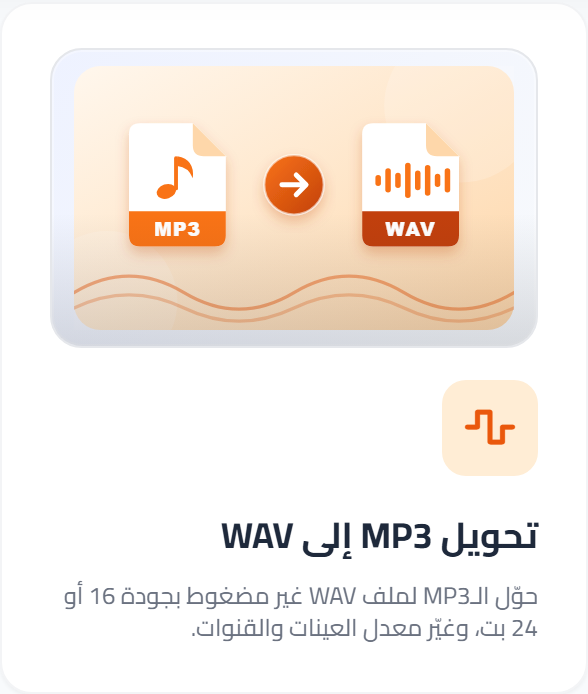 MP3
WAV
تحويل MP3 إلى WAV
حوّل الـMP3 لملف WAV غير مضغوط بجودة 16 أو
24 بت، وغيّر معدل العينات والقنوات.